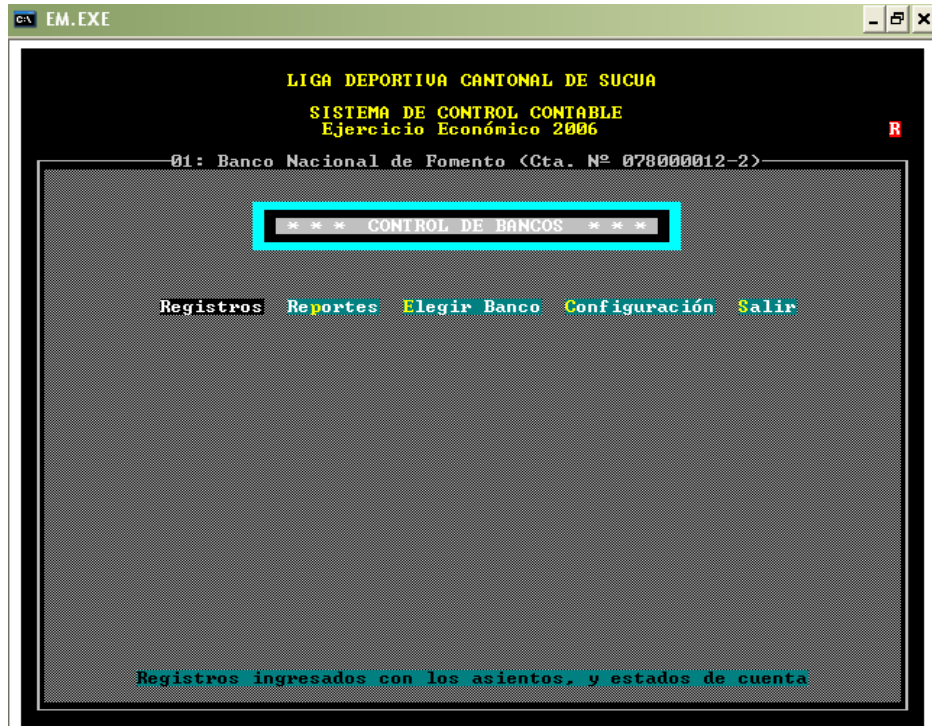 EM.EXE
LIGA DEPORTIVA CANTONAL DE SUCUA
SISTEMA DE CONTROL CONTABLE
Ejercicio Económico 2006
R
01: Banco Nacional de Fomento (Cta. Nº 078000012-2)
* * * CONTROL DE BANCOS * * *
Registros Reportes Elegir Banco Configuración Salir
Registros ingresados con los asientos, y estados de cuenta